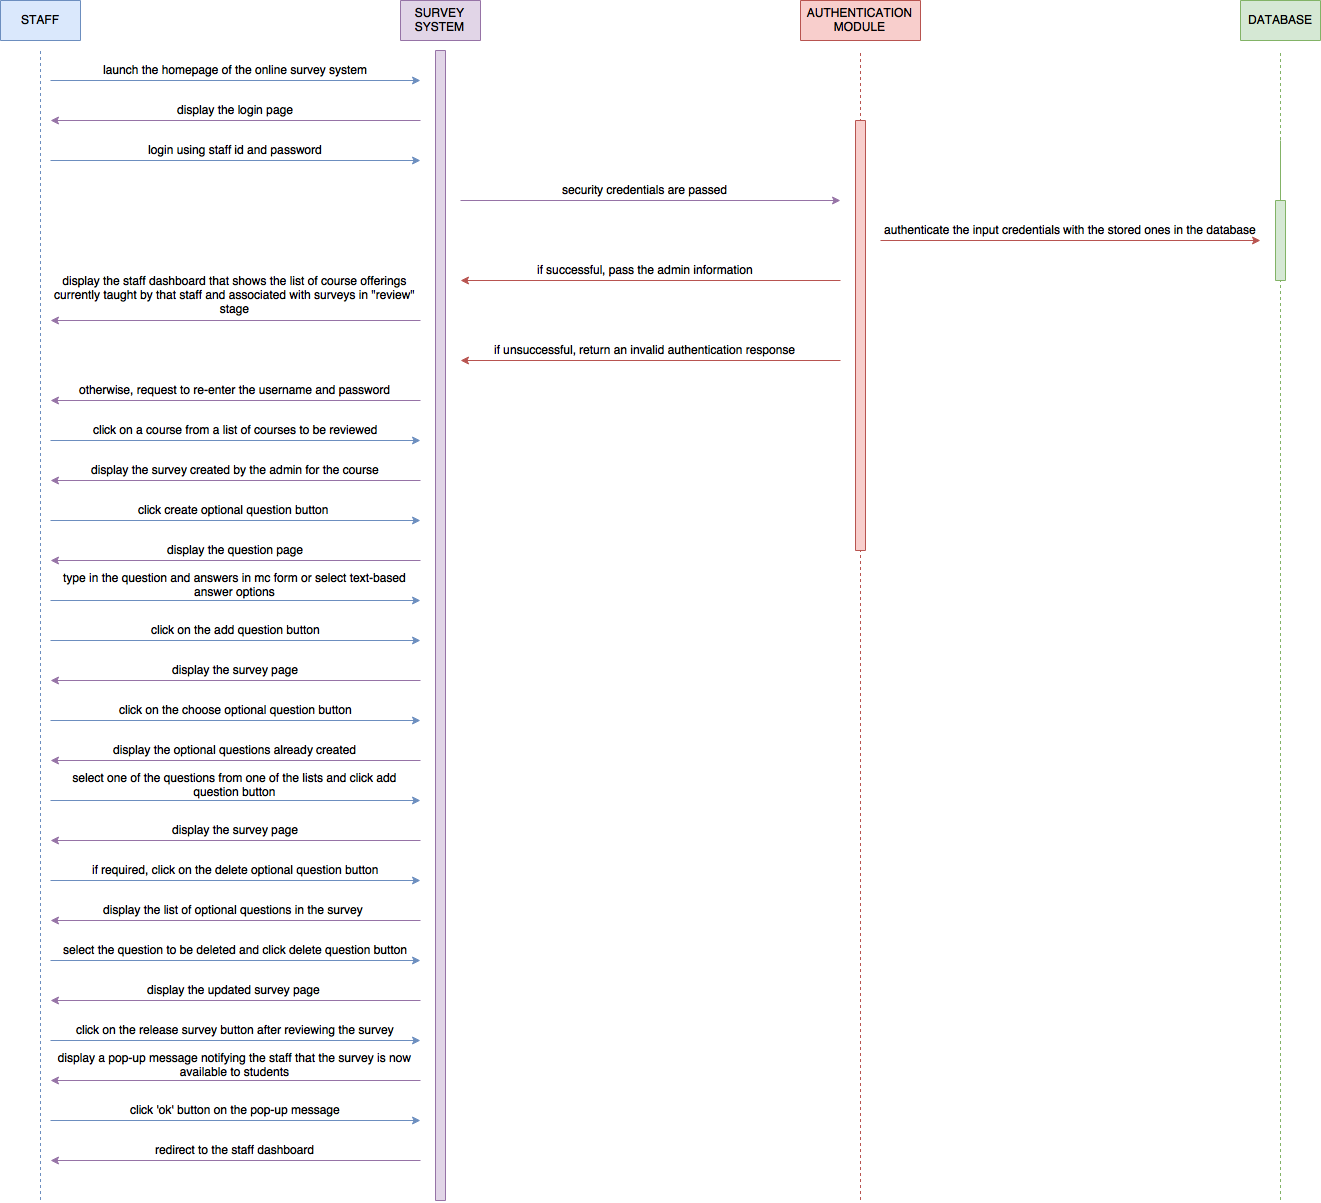 STAFF
SURVEY
SYSTEM
AUTHENTICATION
MODULE
DATABASE
launch the homepage of the online survey system
display the login page
login using staff id and password
security credentials are passed
authenticate the input credentials with the stored ones in the database
if successful, pass the admin information
display the staff dashboard that shows the list of course offerings
currently taught by that staff and associated with surveys in "review"
stage
if unsuccessful, return an invalid authentication response
otherwise, request to re-enter the username and password
click on a course from a list of courses to be reviewed
display the survey created by the admin for the course
click create optional question button
display the question page
type in the question and answers in mc form or select text-based
answer options
click on the add question button
display the survey page
click on the choose optional question button
display the optional questions already created
select one of the questions from one of the lists and click add
question button
display the survey page
if required, click on the delete optional question button
display the list of optional questions in the survey
select the question to be deleted and click delete question button
display the updated survey page
click on the release survey button after reviewing the survey
display a pop-up message notifying the staff that the survey is now
available to students
click 'ok' button on the pop-up message
redirect to the staff dashboard